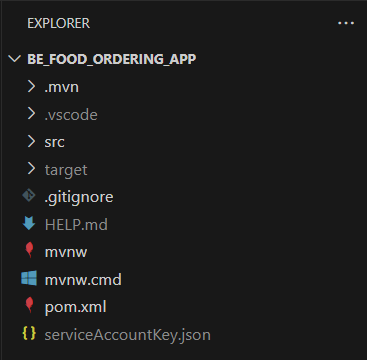 EXPLORER
BE_FOOD_ORDERING_APP
.mvn
.vscode
src
target
.gitignore
HELP.md
mvnw
mvnw.cmd
pom.xml
serviceAccountKey.json